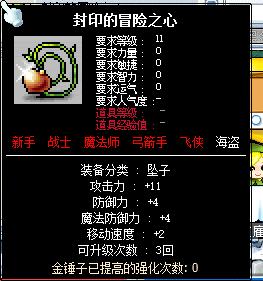 封印的冒险之心
要求等级: 11
要求力量: -
要求敏捷: -
要求智力: -
要求运气: -
要求人气度: -
道具等级: -
道具经验值: -
新手 战士 魔法师 弓箭手 飞侠 海盗
装备分类: 坠子
攻击力: +11
防御力: +4
魔法防御力: +4
移动速度: +2
可升级次数: 3回
金锤子已提高的强化次数: 0